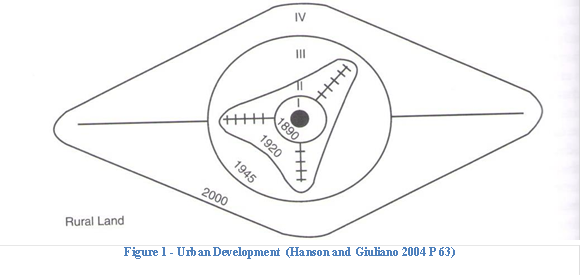 IV
III
II
I
1890
1920
1945
2000
Rural Land
Figure 1 - Urban Development (Hanson and Giuliano 2004 P 63)